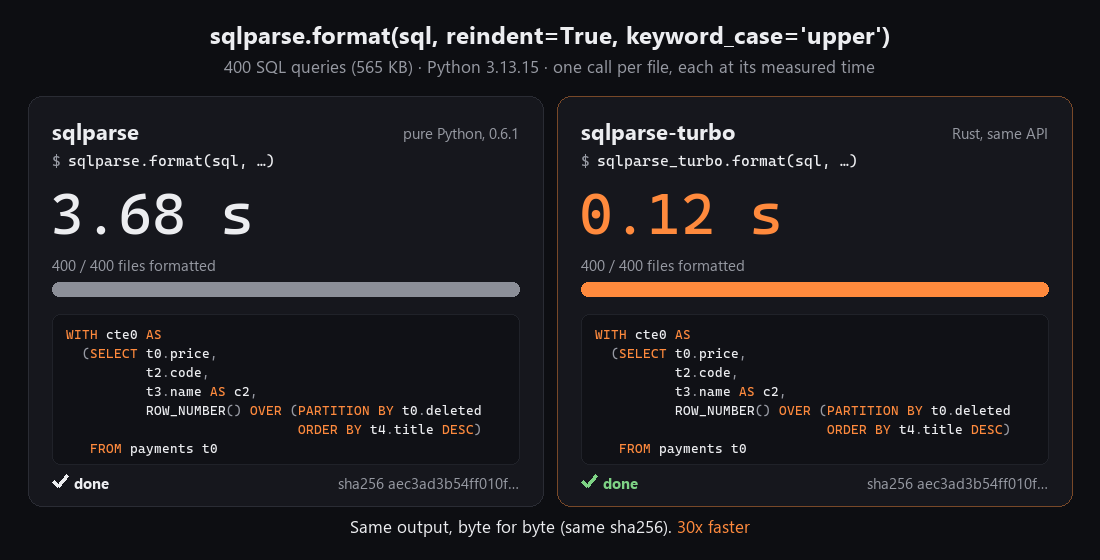 sqlparse.format(sql, reindent=True, keyword_case='upper')
400 SQL queries (565 KB) · Python 3.13.15 · one call per file, each at its measured time
sqlparse
pure Python, 0.6.1
$ sqlparse.format(sql, …)
3.68 s
400 / 400 files formatted
WITH cte0 AS
  (SELECT t0.price,
          t2.code,
          t3.name AS c2,
          ROW_NUMBER() OVER (PARTITION BY t0.deleted
                             ORDER BY t4.title DESC)
   FROM payments t0
✓ done
sha256 aec3ad3b54ff010f…
sqlparse-turbo
Rust, same API
$ sqlparse_turbo.format(sql, …)
0.12 s
400 / 400 files formatted
WITH cte0 AS
  (SELECT t0.price,
          t2.code,
          t3.name AS c2,
          ROW_NUMBER() OVER (PARTITION BY t0.deleted
                             ORDER BY t4.title DESC)
   FROM payments t0
✓ done
sha256 aec3ad3b54ff010f…
Same output, byte for byte (same sha256). 30x faster